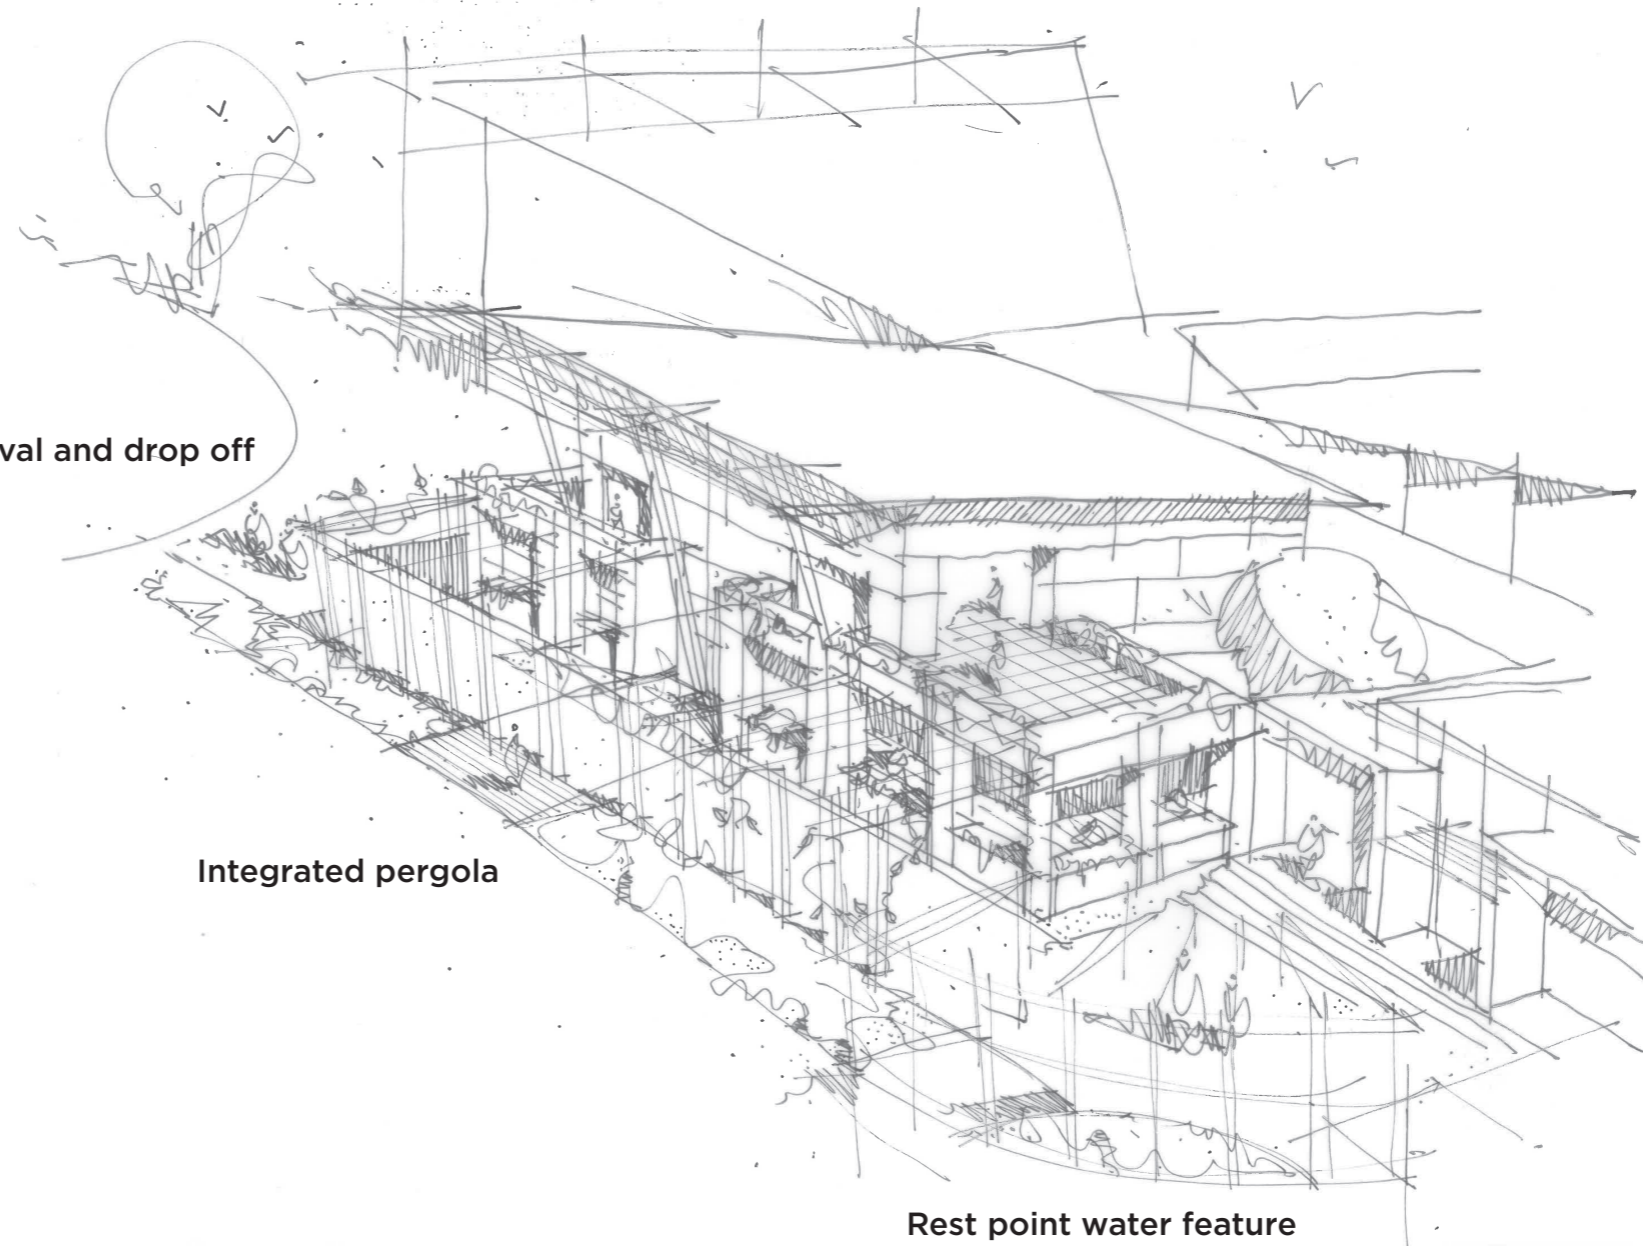 val and drop off
Integrated pergola
Rest point water feature